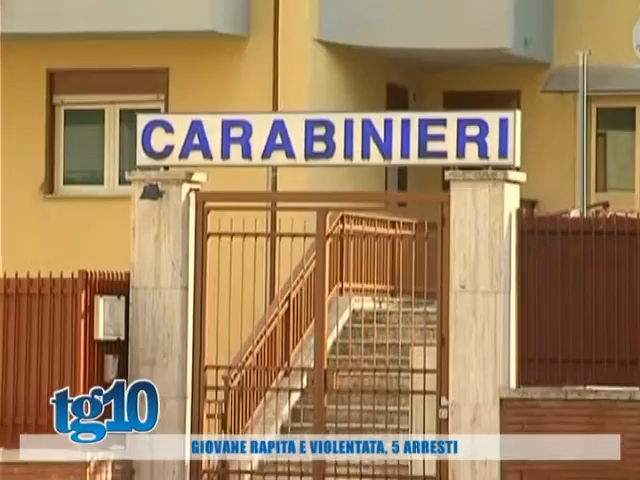 CARABINIERI
tg10
GIOVANE RAPITA E VIOLENTATA, 5 ARRESTI